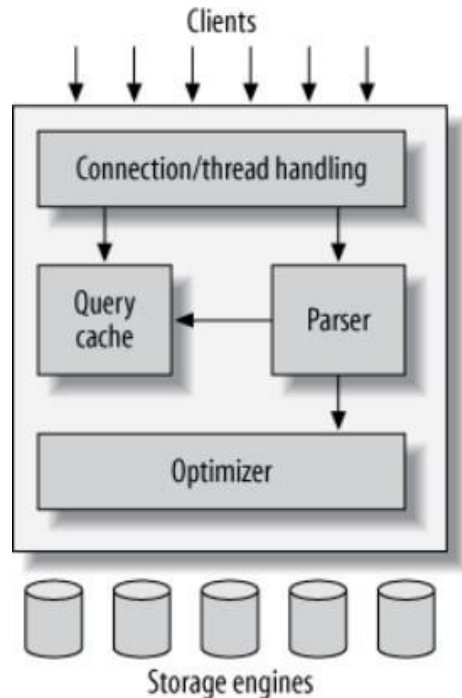 Clients
Connection/thread handling
Query
cache
Parser
Optimizer
Storage engines